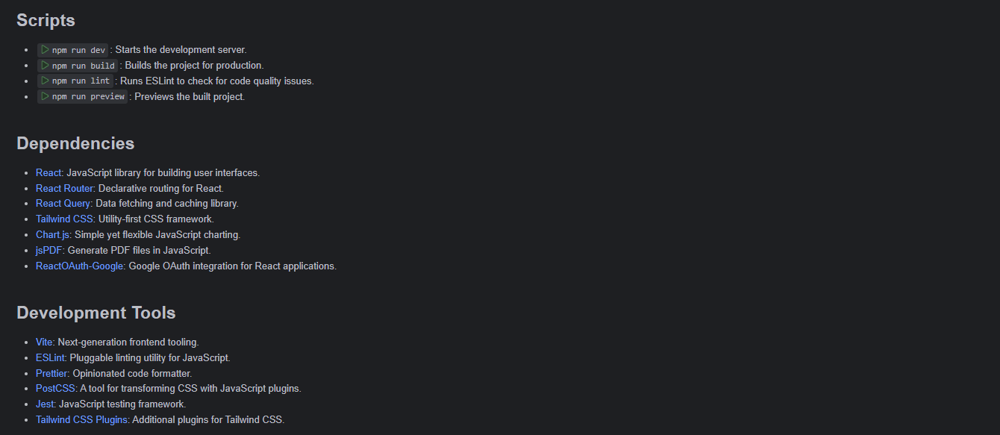 Scripts
npm run dev : Starts the development server.
npm run build : Builds the project for production.
npm run lint : Runs ESLint to check for code quality issues.
npm run preview : Previews the built project.
Dependencies
React: JavaScript library for building user interfaces.
React Router: Declarative routing for React.
React Query: Data fetching and caching library.
Tailwind CSS: Utility-first CSS framework.
Chart.js: Simple yet flexible JavaScript charting.
jsPDF: Generate PDF files in JavaScript.
ReactOAuth-Google: Google OAuth integration for React applications.
Development Tools
Vite: Next-generation frontend tooling.
ESLint: Pluggable linting utility for JavaScript.
Prettier: Opinionated code formatter.
PostCSS: A tool for transforming CSS with JavaScript plugins.
Jest: JavaScript testing framework.
Tailwind CSS Plugins: Additional plugins for Tailwind CSS.